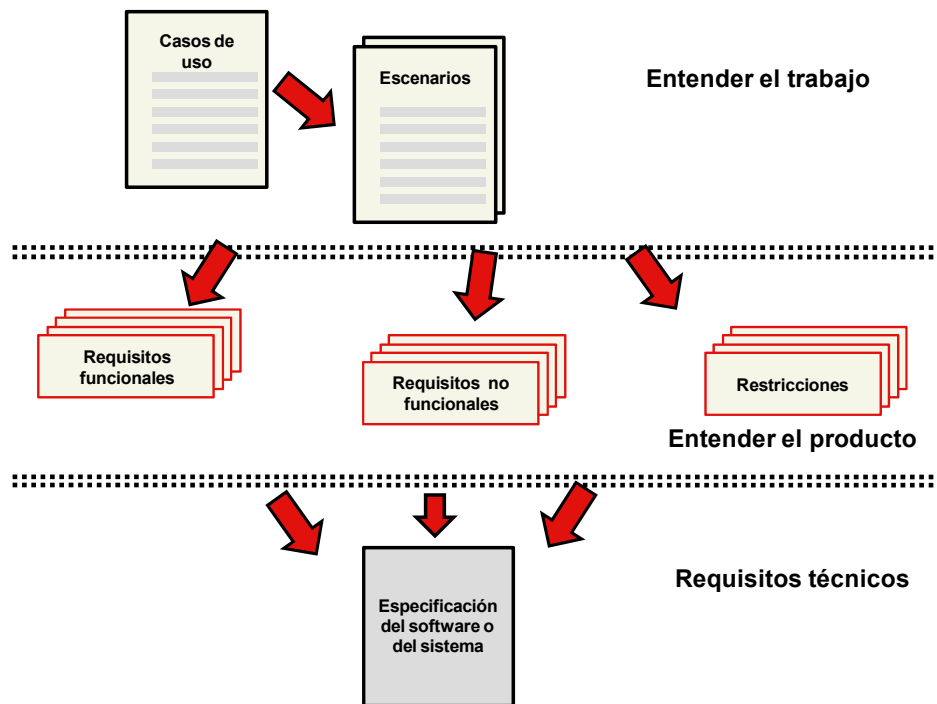 Casos de
uso
Escenarios
Entender el trabajo
Requisitos
funcionales
Requisitos no
funcionales
Restricciones
Entender el producto
Requisitos técnicos
Especificación
del software o
del sistema